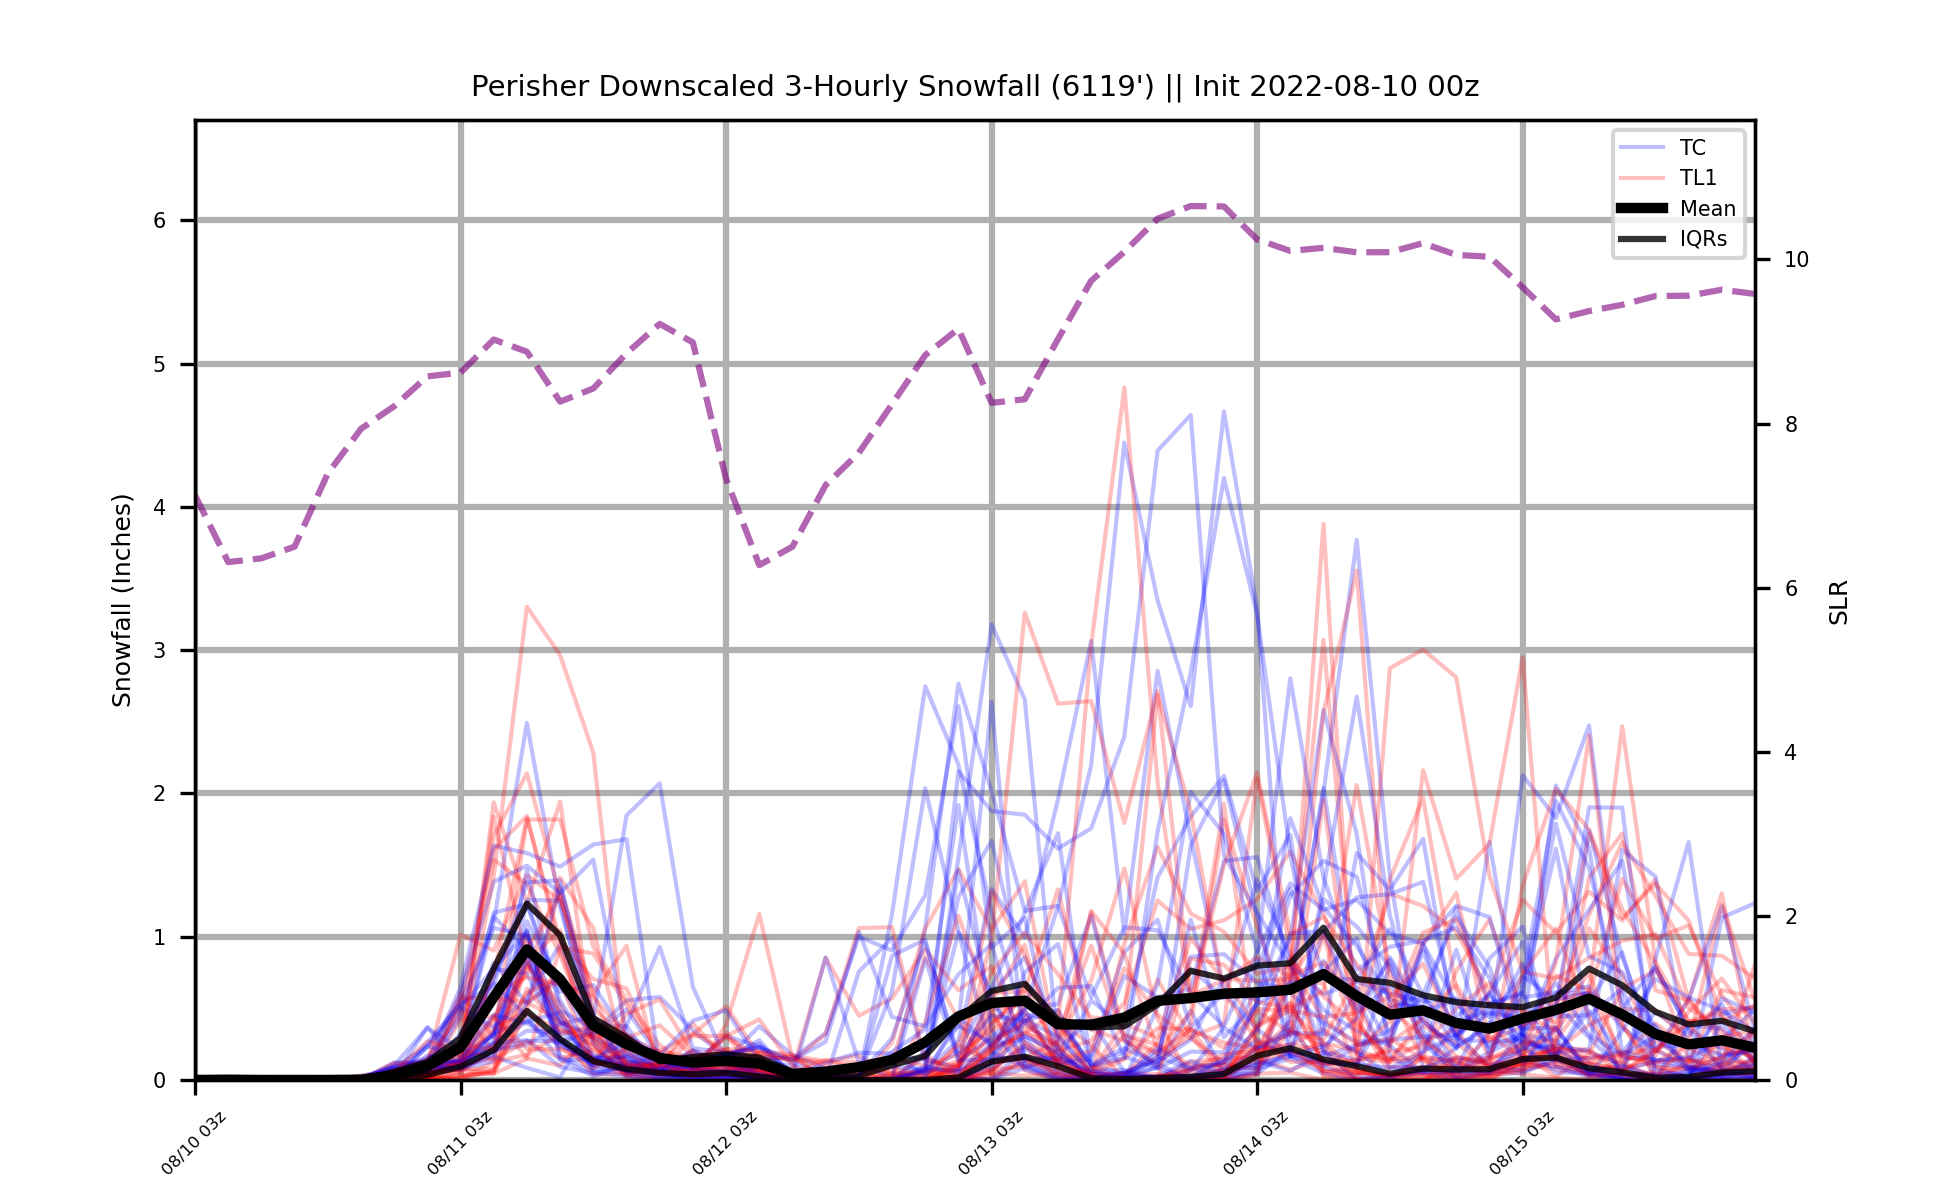 Perisher Downscaled 3-Hourly Snowfall (6119') || Init 2022-08-10 00z
TC
TL1
Mean
IQRs
Snowfall (Inches)
6
5
4
3
2
1
0
SLR
10
8
6
4
2
0
08/10 03z
08/11 03z
08/12 03z
08/13 03z
08/14 03z
08/15 03z